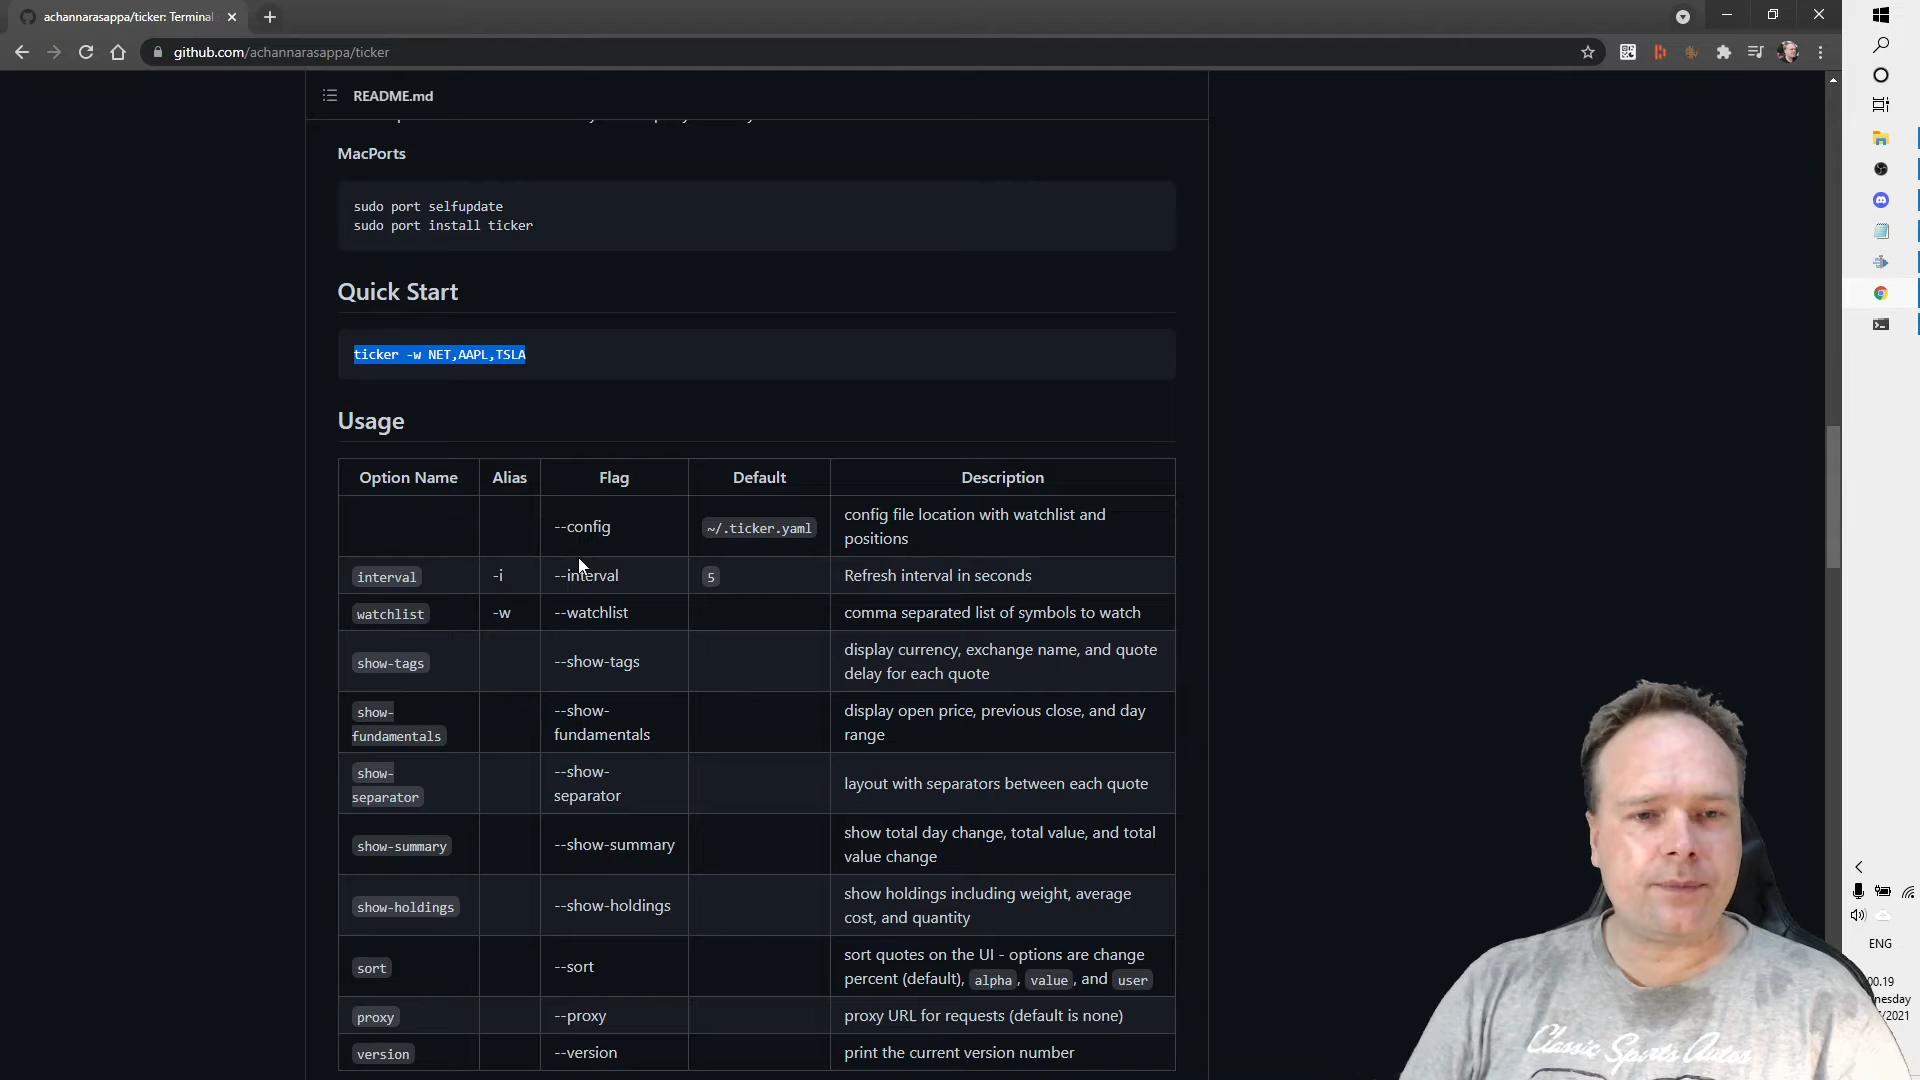 achannarasappa/ticker: Terminal
github.com/achannarasappa/ticker
README.md
MacPorts
sudo port selfupdate
sudo port install ticker
Quick Start
ticker -w NET,AAPL,TSLA
Usage
Option Name Alias Flag Default Description
--config ~/.ticker.yaml config file location with watchlist and
positions
interval -i --interval 5 Refresh interval in seconds
watchlist -w --watchlist comma separated list of symbols to watch
show-tags --show-tags display currency, exchange name, and quote
delay for each quote
show- --show- display open price, previous close, and day
fundamentals fundamentals range
show- --show- layout with separators between each quote
separator separator
show-summary --show-summary show total day change, total value, and total
value change
show-holdings --show-holdings show holdings including weight, average
cost, and quantity
sort --sort sort quotes on the UI - options are change
percent (default), alpha, value, and user
proxy --proxy proxy URL for requests (default is none)
version --version print the current version number
ENG
00.19
nesday
/2021
Classic Sports Autos